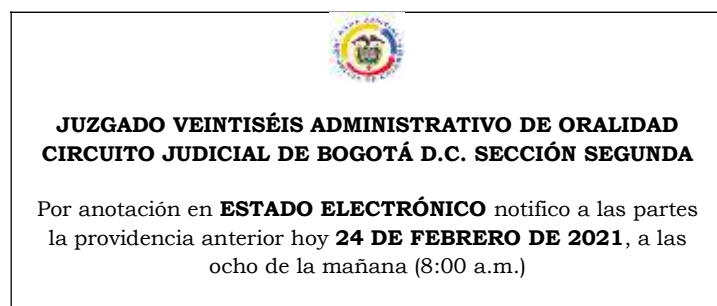 JUZGADO VEINTISÉIS ADMINISTRATIVO DE ORALIDAD
CIRCUITO JUDICIAL DE BOGOTÁ D.C. SECCIÓN SEGUNDA
Por anotación en ESTADO ELECTRÓNICO notifico a las partes
la providencia anterior hoy 24 DE FEBRERO DE 2021, a las
ocho de la mañana (8:00 a.m.)